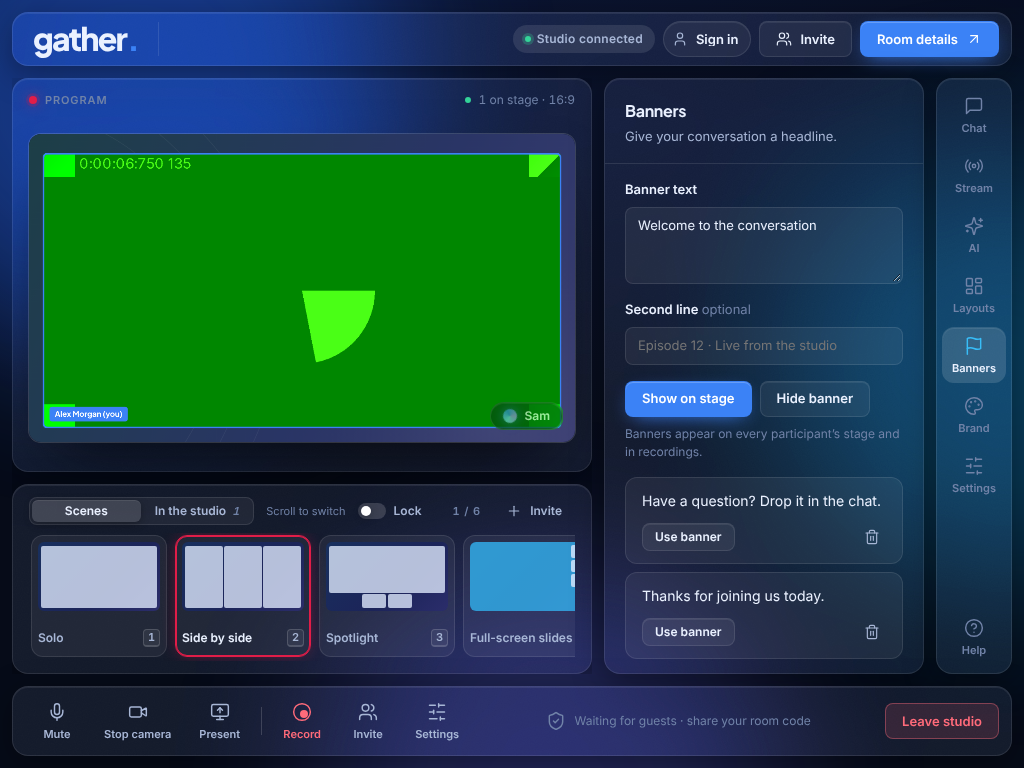 gather.
Studio connected
Sign in
Invite
Room details
PROGRAM
1 on stage · 16:9
0:00:06:750 135
Alex Morgan (you)
Sam
Scenes
In the studio 1
Scroll to switch
Lock
1 / 6
Invite
Solo
1
Side by side
2
Spotlight
3
Full-screen slides
Banners
Give your conversation a headline.
Banner text
Welcome to the conversation
Second line optional
Episode 12 · Live from the studio
Show on stage
Hide banner
Banners appear on every participant's stage and
in recordings.
Have a question? Drop it in the chat.
Use banner
Thanks for joining us today.
Use banner
Chat
Stream
AI
Layouts
Banners
Brand
Settings
Help
Mute
Stop camera
Present
Record
Invite
Settings
Waiting for guests · share your room code
Leave studio